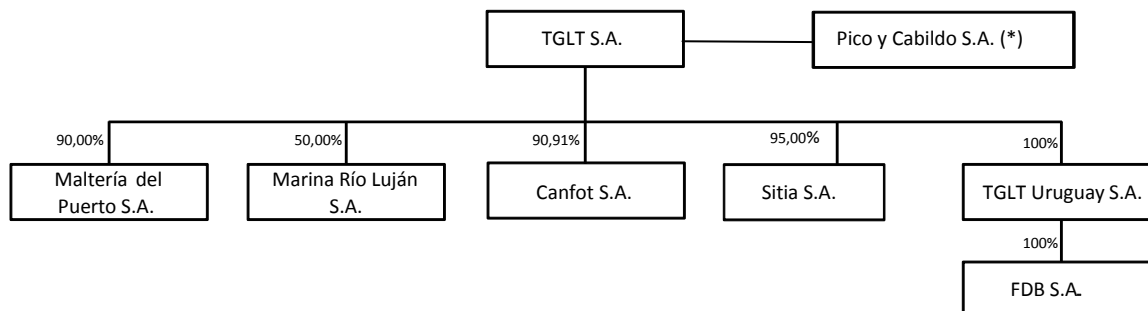 TGLT S.A.
Pico y Cabildo S.A. (*)
90,00%
50,00%
90,91%
95,00%
100%
Maltería del
Puerto S.A.
Marina Río Luján
S.A.
Canfot S.A.
Sitia S.A.
TGLT Uruguay S.A.
100%
FDB S.A.